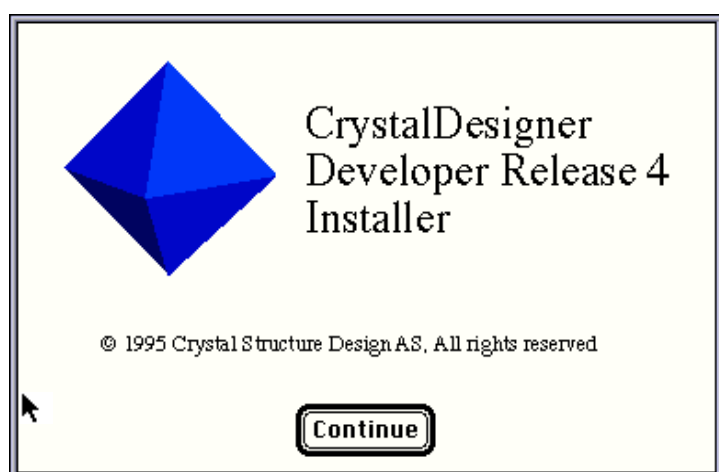 CrystalDesigner
Developer Release 4
Installer
© 1995 Crystal Structure Design AS, All rights reserved
Continue